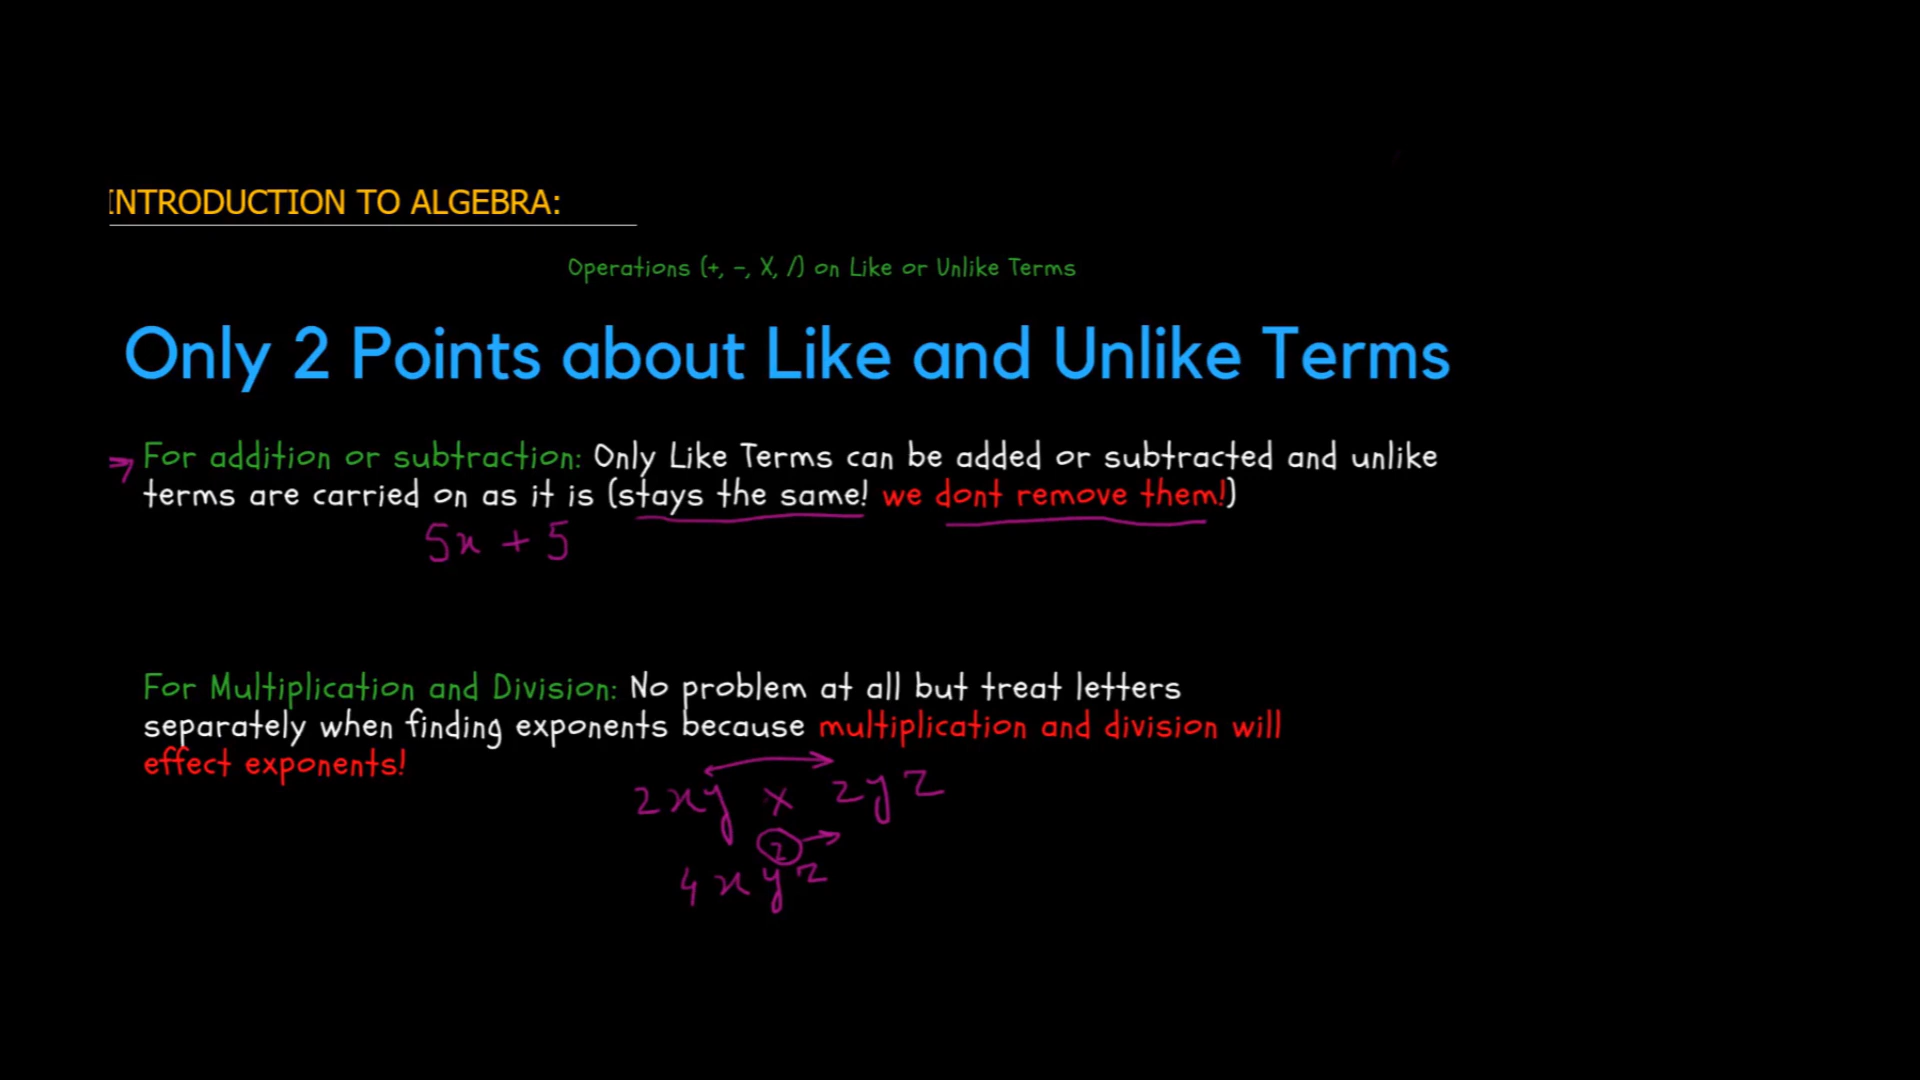 INTRODUCTION TO ALGEBRA:
Operations (+, -, X, /) on Like or Unlike Terms
Only 2 Points about Like and Unlike Terms
For addition or subtraction: Only Like Terms can be added or subtracted and unlike
terms are carried on as it is (stays the same! we dont remove them!)
5x + 5
For Multiplication and Division: No problem at all but treat letters
separately when finding exponents because multiplication and division will
effect exponents!
2xy × 2yz
4xy²z